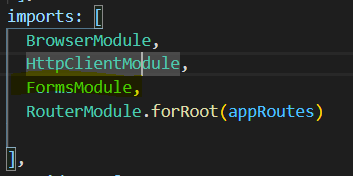 imports: [
BrowserModule,
HttpClientModule,
FormsModule,
RouterModule.forRoot(appRoutes)
],